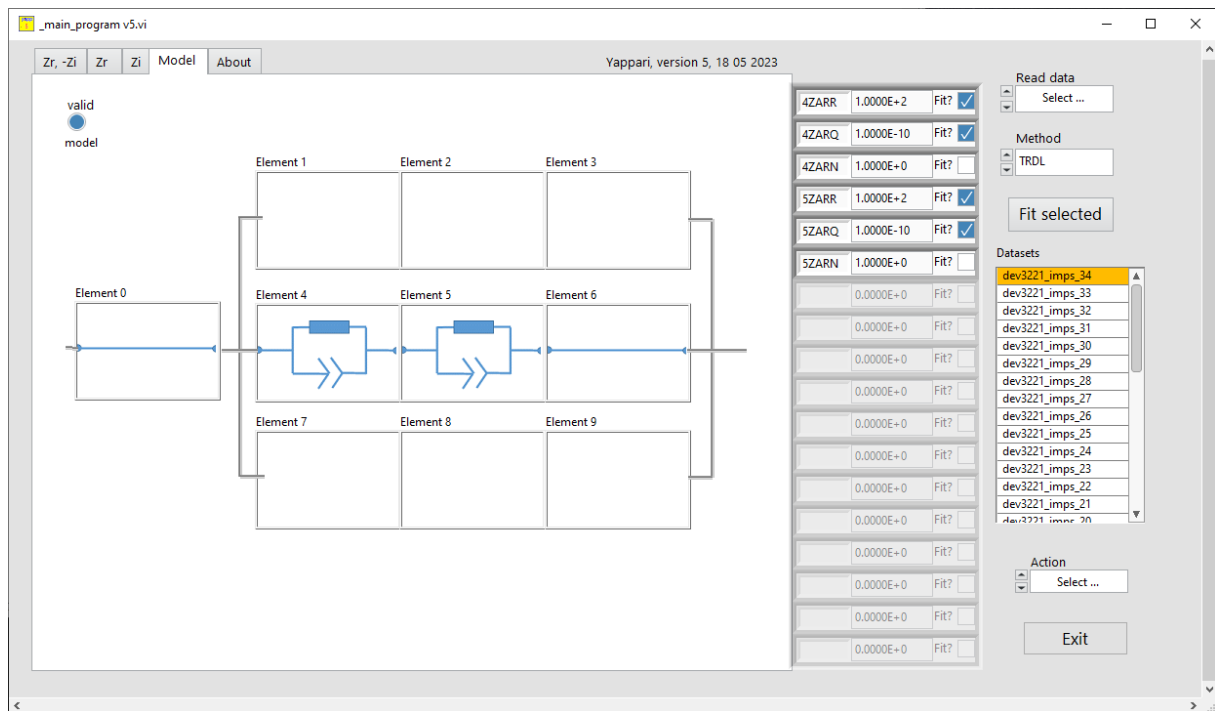 _main_program v5.vi
Zr, -Zi Zr Zi Model About
Yappari, version 5, 18 05 2023
valid
model
Element 1 Element 2 Element 3
Element 0
Element 4 Element 5 Element 6
Element 7 Element 8 Element 9
4ZARR 1.0000E+2 Fit?
4ZARQ 1.0000E-10 Fit?
4ZARN 1.0000E+0 Fit?
5ZARR 1.0000E+2 Fit?
5ZARQ 1.0000E-10 Fit?
5ZARN 1.0000E+0 Fit?
0.0000E+0 Fit?
0.0000E+0 Fit?
0.0000E+0 Fit?
0.0000E+0 Fit?
0.0000E+0 Fit?
0.0000E+0 Fit?
0.0000E+0 Fit?
0.0000E+0 Fit?
0.0000E+0 Fit?
0.0000E+0 Fit?
0.0000E+0 Fit?
0.0000E+0 Fit?
Read data
Select ...
Method
TRDL
Fit selected
Datasets
dev3221_imps_34
dev3221_imps_33
dev3221_imps_32
dev3221_imps_31
dev3221_imps_30
dev3221_imps_29
dev3221_imps_28
dev3221_imps_27
dev3221_imps_26
dev3221_imps_25
dev3221_imps_24
dev3221_imps_23
dev3221_imps_22
dev3221_imps_21
dev3221_imps_20
Action
Select ...
Exit